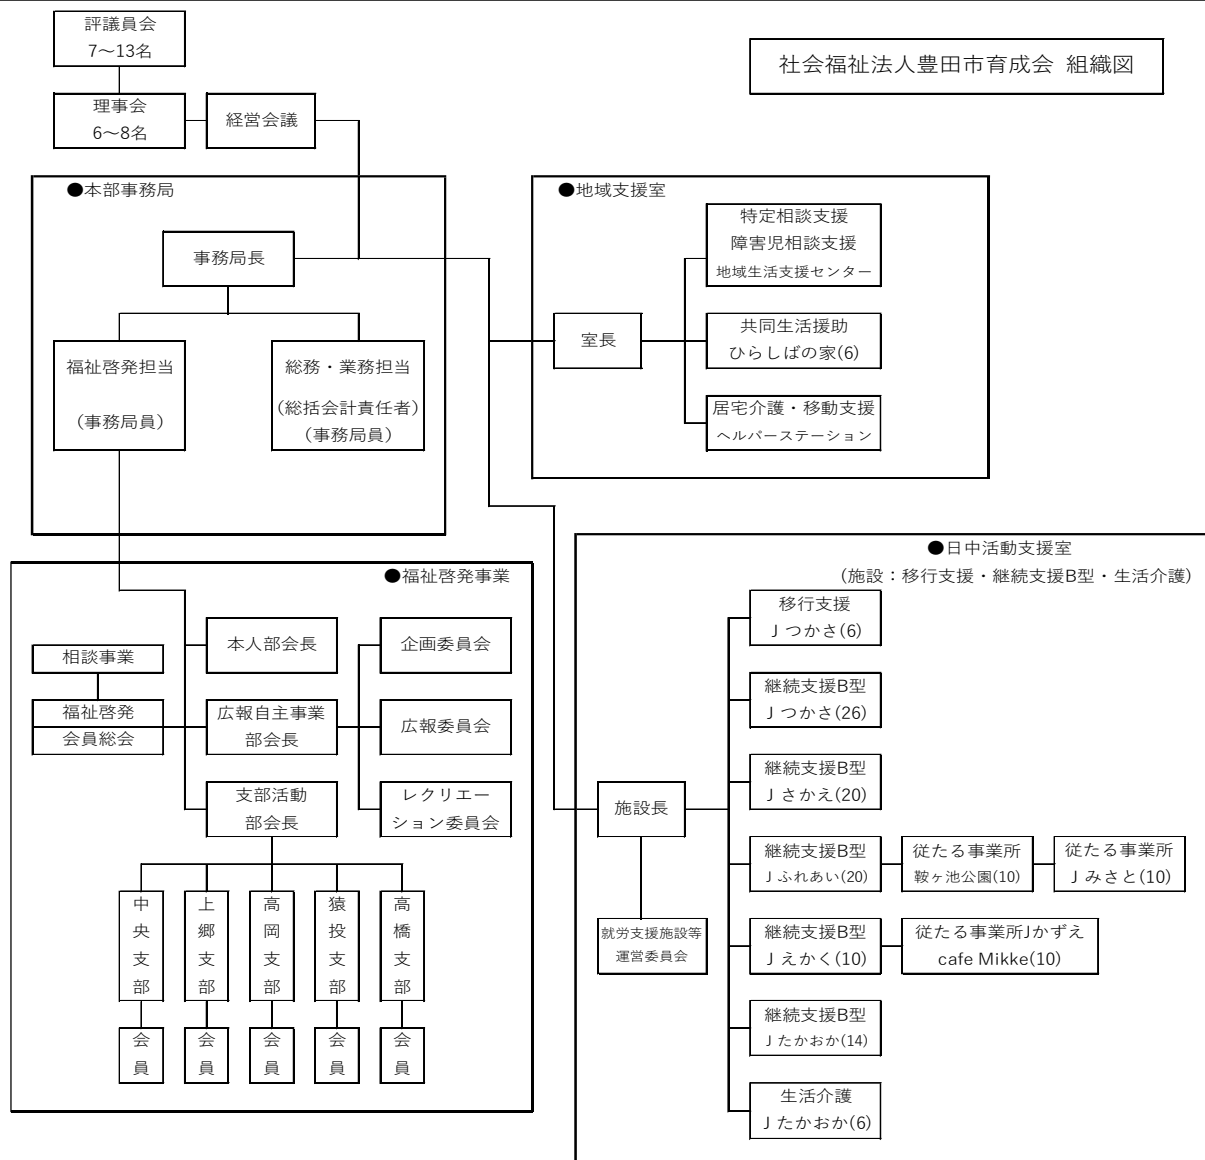 評議員会
7～13名
社会福祉法人豊田市育成会 組織図
理事会
6～8名
経営会議
●本部事務局
事務局長
福祉啓発担当
（事務局員）
総務・業務担当
（総括会計責任者）
（事務局員）
●地域支援室
室長
特定相談支援
障害児相談支援
地域生活支援センター
共同生活援助
ひらしばの家(6)
居宅介護・移動支援
ヘルパーステーション
●福祉啓発事業
相談事業
福祉啓発
会員総会
本人部会長
広報自主事業
部会長
支部活動
部会長
企画委員会
広報委員会
レクリエー
ション委員会
中央支部
上郷支部
高岡支部
猿投支部
高橋支部
会員
会員
会員
会員
会員
●日中活動支援室
（施設：移行支援・継続支援B型・生活介護）
施設長
就労支援施設等
運営委員会
移行支援
Ｊつかさ(6)
継続支援B型
Ｊつかさ(26)
継続支援B型
Ｊさかえ(20)
継続支援B型
Ｊふれあい(20)
従たる事業所
鞍ヶ池公園(10)
従たる事業所
Ｊみさと(10)
継続支援B型
Ｊえかく(10)
従たる事業所Jかずえ
cafe Mikke(10)
継続支援B型
Ｊたかおか(14)
生活介護
Ｊたかおか(6)